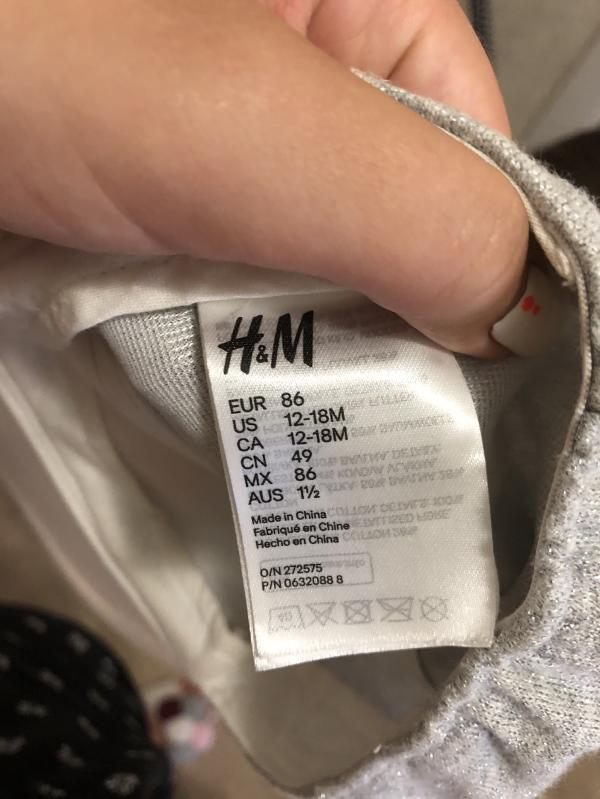 H&M
EUR 86
US 12-18M
CA 12-18M
CN 49
MX 86
AUS 1½
Made in China
Fabriqué en Chine
Hecho en China
O/N 272575
P/N 0632088 8